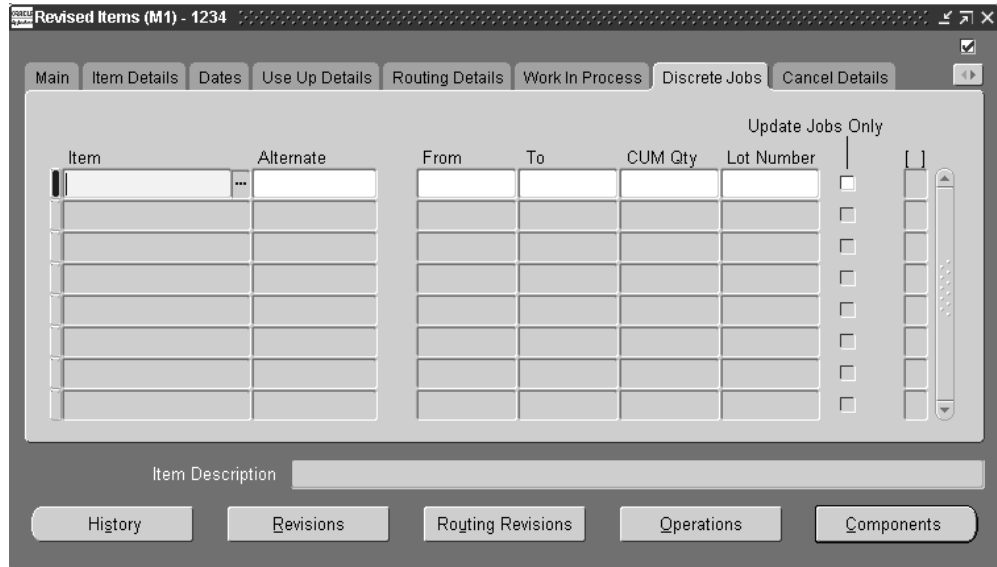 ORACLE Revised Items (M1) - 1234
Main Item Details Dates Use Up Details Routing Details Work In Process Discrete Jobs Cancel Details
Update Jobs Only
Item Alternate From To CUM Qty Lot Number [ ]
Item Description
History Revisions Routing Revisions Operations Components